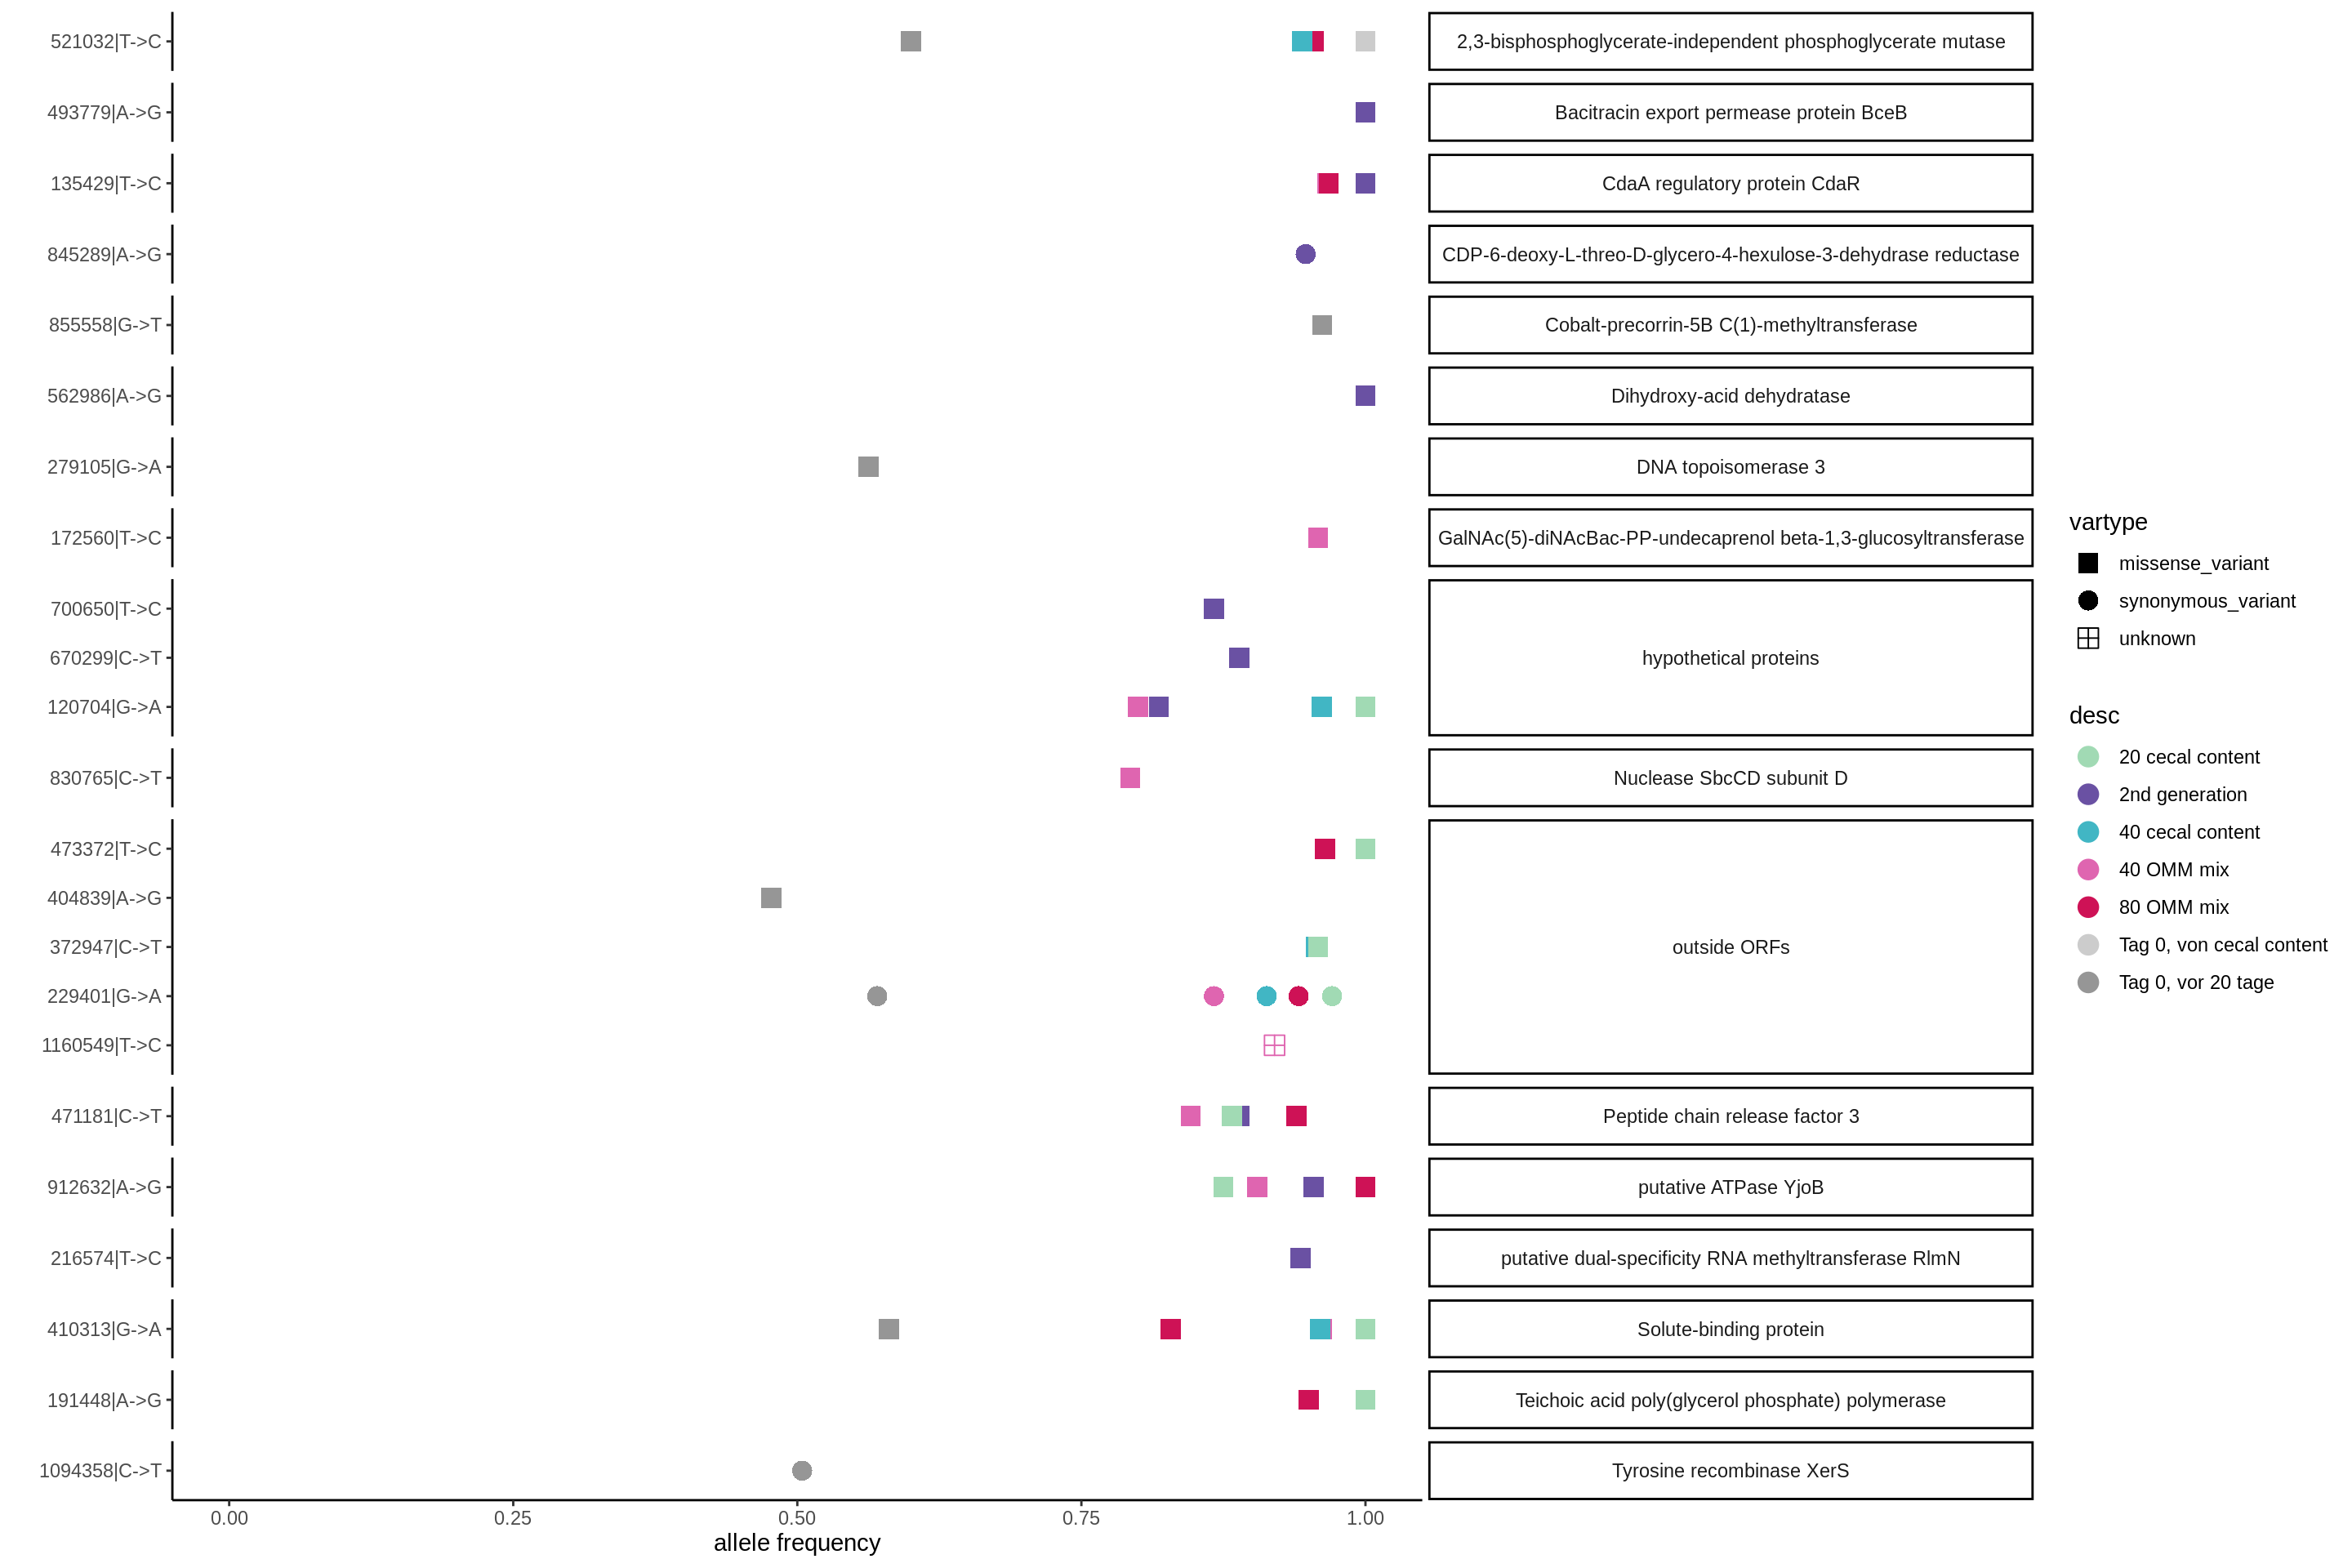 521032|T->C
2,3-bisphosphoglycerate-independent phosphoglycerate mutase
493779|A->G
Bacitracin export permease protein BceB
135429|T->C
CdaA regulatory protein CdaR
845289|A->G
CDP-6-deoxy-L-threo-D-glycero-4-hexulose-3-dehydrase reductase
855558|G->T
Cobalt-precorrin-5B C(1)-methyltransferase
562986|A->G
Dihydroxy-acid dehydratase
279105|G->A
DNA topoisomerase 3
172560|T->C
GalNAc(5)-diNAcBac-PP-undecaprenol beta-1,3-glucosyltransferase
700650|T->C
670299|C->T
120704|G->A
hypothetical proteins
830765|C->T
Nuclease SbcCD subunit D
473372|T->C
404839|A->G
372947|C->T
229401|G->A
1160549|T->C
outside ORFs
471181|C->T
Peptide chain release factor 3
912632|A->G
putative ATPase YjoB
216574|T->C
putative dual-specificity RNA methyltransferase RlmN
410313|G->A
Solute-binding protein
191448|A->G
Teichoic acid poly(glycerol phosphate) polymerase
1094358|C->T
Tyrosine recombinase XerS
0.00 0.25 0.50 0.75 1.00
allele frequency
vartype
missense_variant
synonymous_variant
unknown
desc
20 cecal content
2nd generation
40 cecal content
40 OMM mix
80 OMM mix
Tag 0, von cecal content
Tag 0, vor 20 tage